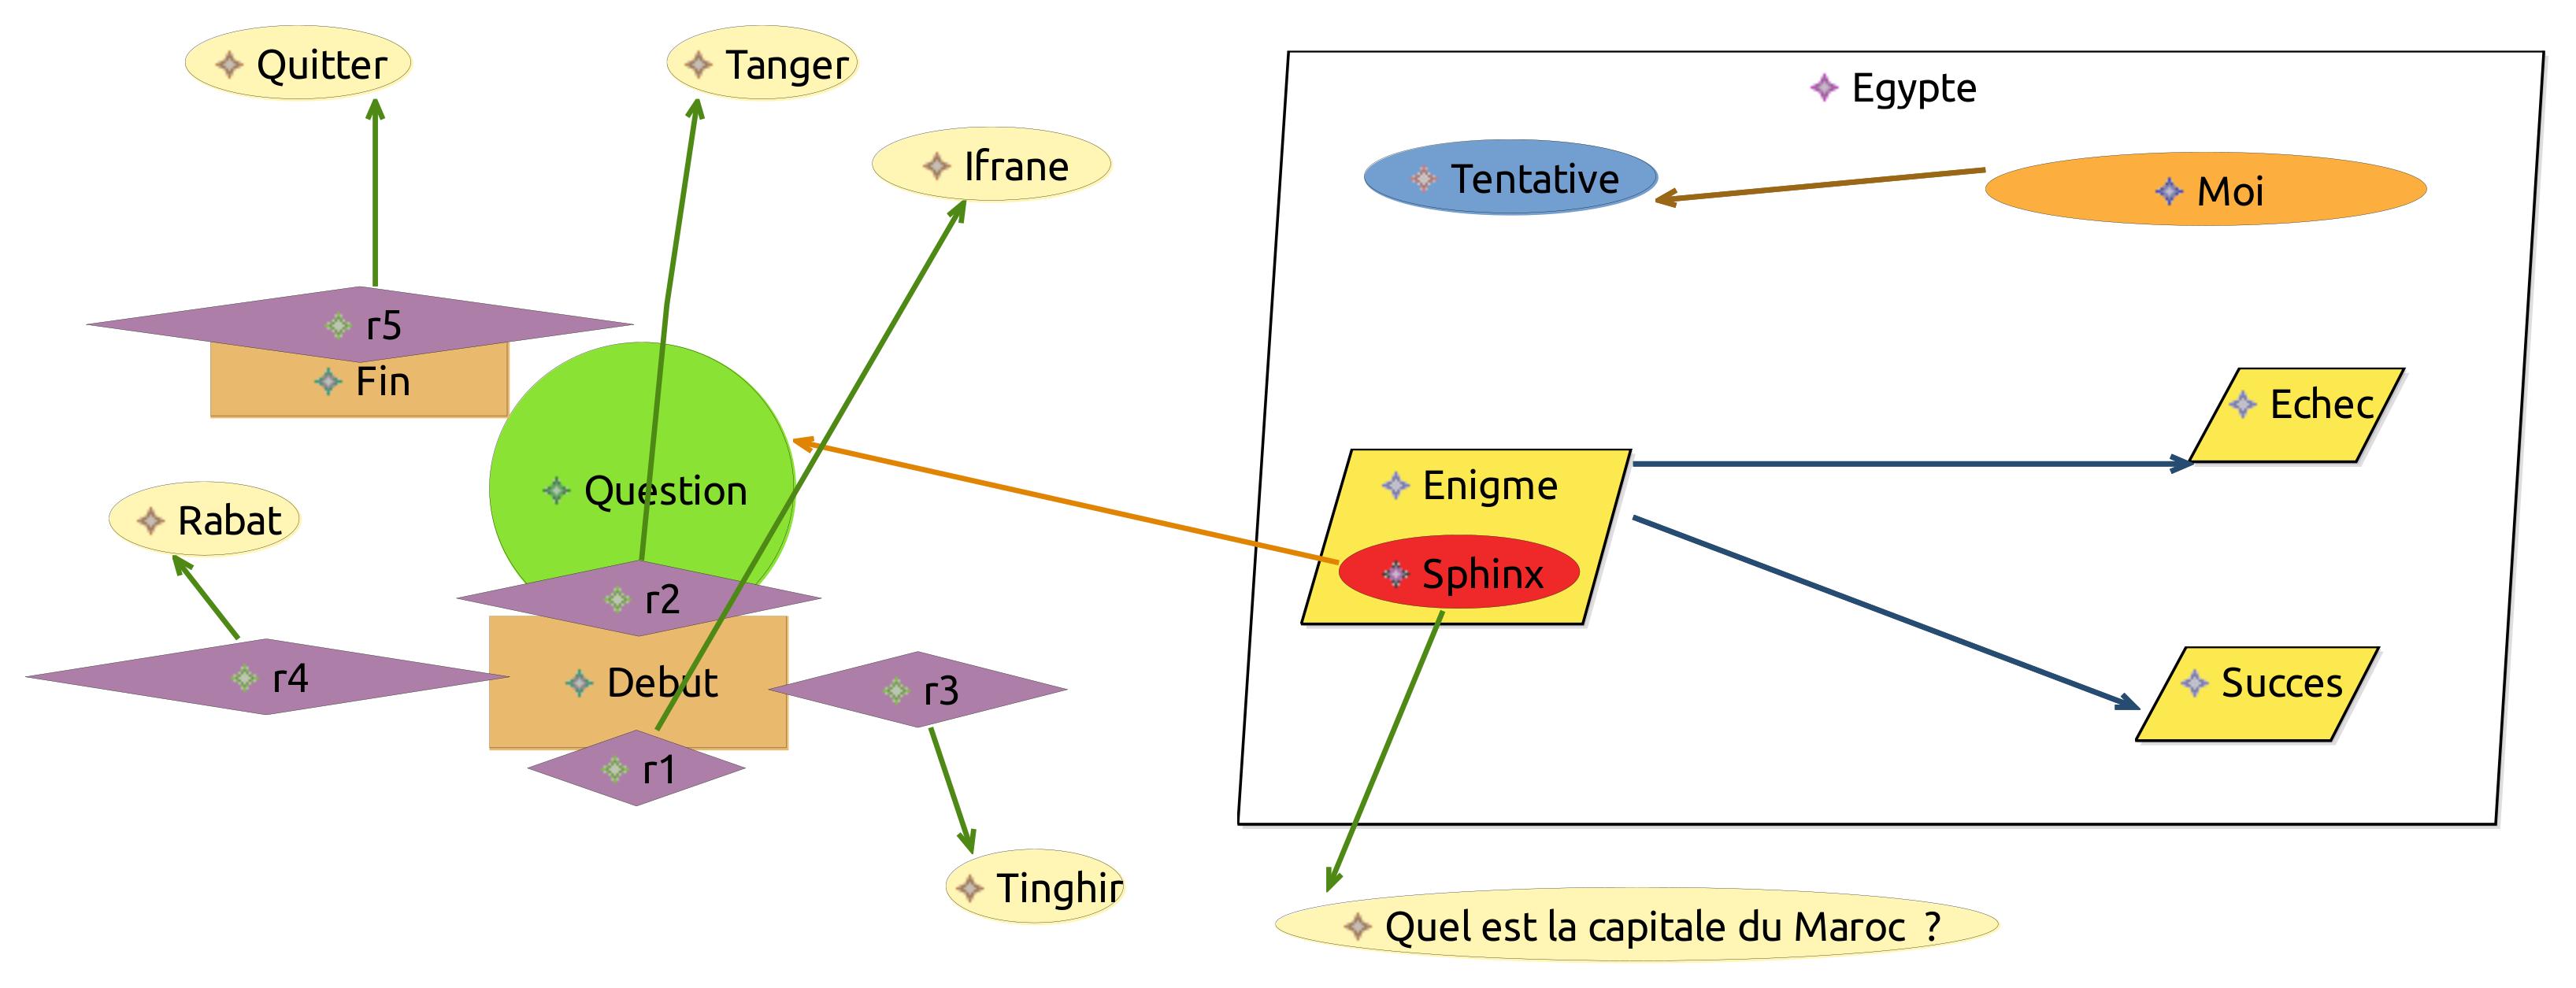 Quitter
Tanger
Egypte
Ifrane
Tentative
Moi
r5
Fin
Echec
Question
Enigme
Rabat
Sphinx
r2
r4
Debut
r3
Succes
r1
Tinghir
Quel est la capitale du Maroc ?